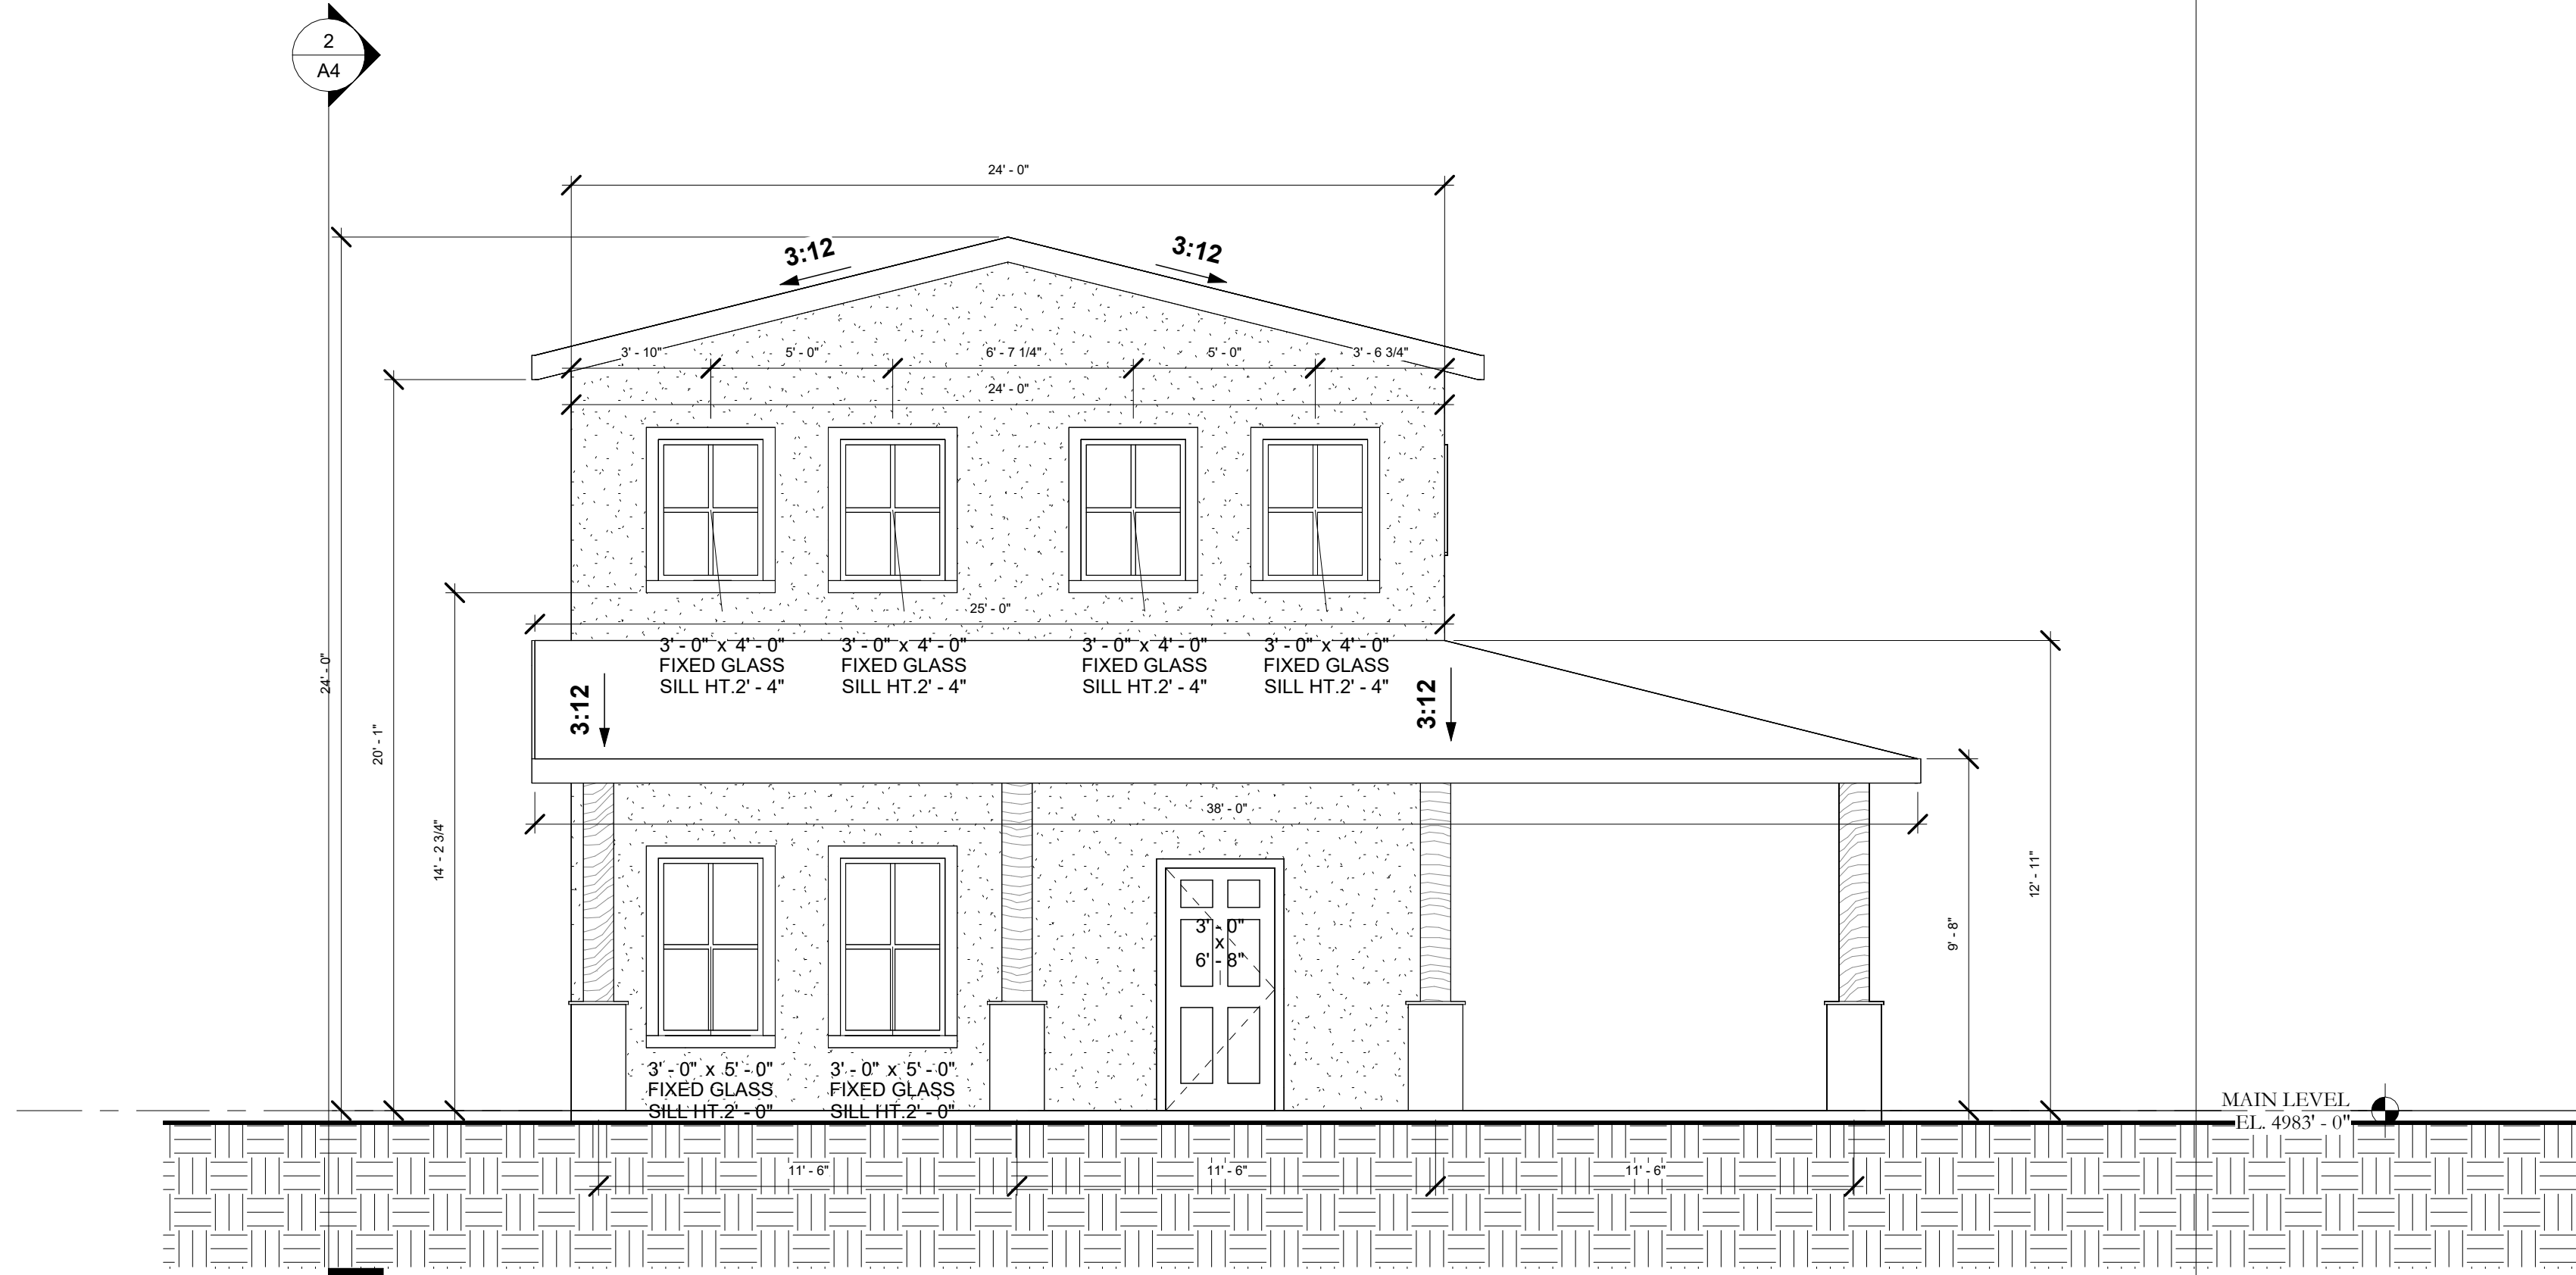 2
A4
24' - 0"
3:12
3:12
3' - 10"
5' - 0"
6' - 7 1/4"
5' - 0"
3' - 6 3/4"
24' - 0"
25' - 0"
3' - 0" x 4' - 0"
FIXED GLASS
SILL HT.2' - 4"
3' - 0" x 4' - 0"
FIXED GLASS
SILL HT.2' - 4"
3' - 0" x 4' - 0"
FIXED GLASS
SILL HT.2' - 4"
3' - 0" x 4' - 0"
FIXED GLASS
SILL HT.2' - 4"
24' - 0"
20' - 1"
14' - 2 3/4"
3:12
3:12
38' - 0"
3' - 0"
x
6' - 8"
9' - 8"
12' - 11"
3' - 0" x 5' - 0"
FIXED GLASS
SILL HT.2' - 0"
3' - 0" x 5' - 0"
FIXED GLASS
SILL HT.2' - 0"
MAIN LEVEL
EL. 4983' - 0"
11' - 6"
11' - 6"
11' - 6"